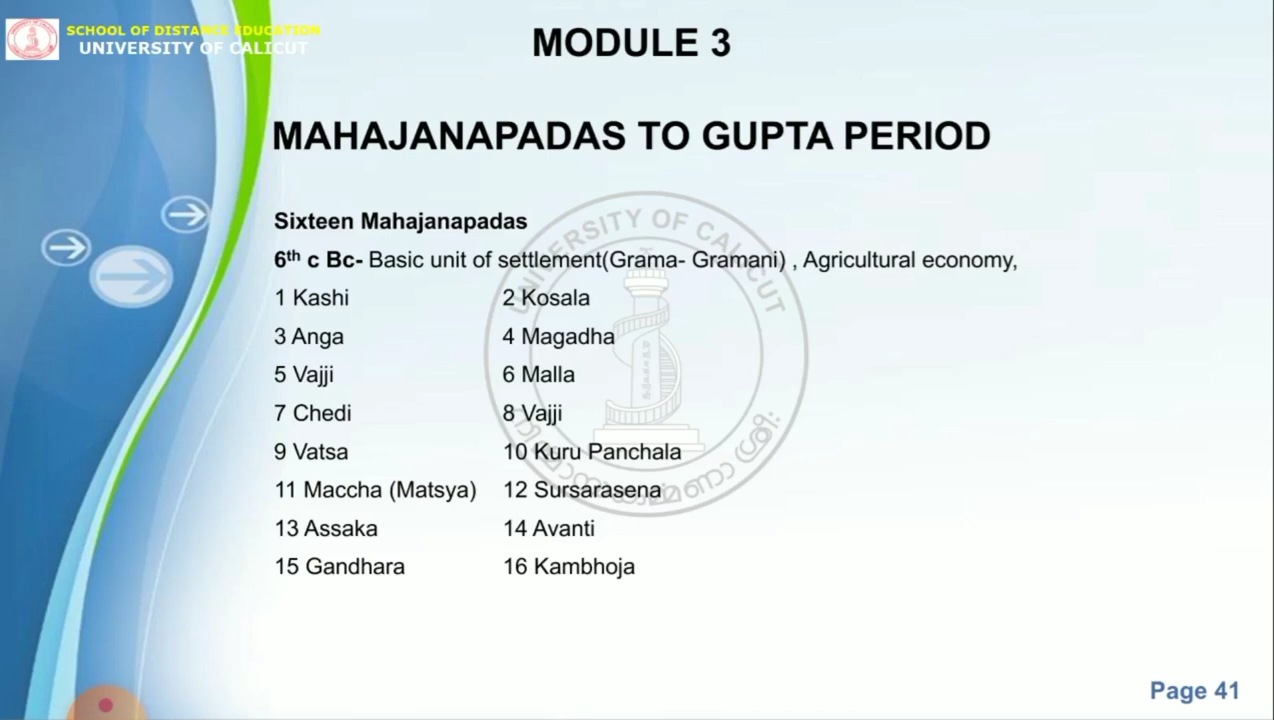 SCHOOL OF DISTANCE EDUCATION
UNIVERSITY OF CALICUT
MODULE 3
MAHAJANAPADAS TO GUPTA PERIOD
Sixteen Mahajanapadas
6th c Bc- Basic unit of settlement(Grama- Gramani) , Agricultural economy,
1 Kashi 2 Kosala
3 Anga 4 Magadha
5 Vajji 6 Malla
7 Chedi 8 Vajji
9 Vatsa 10 Kuru Panchala
11 Maccha (Matsya) 12 Sursarasena
13 Assaka 14 Avanti
15 Gandhara 16 Kambhoja
UNIVERSITY OF CALICUT
Page 41